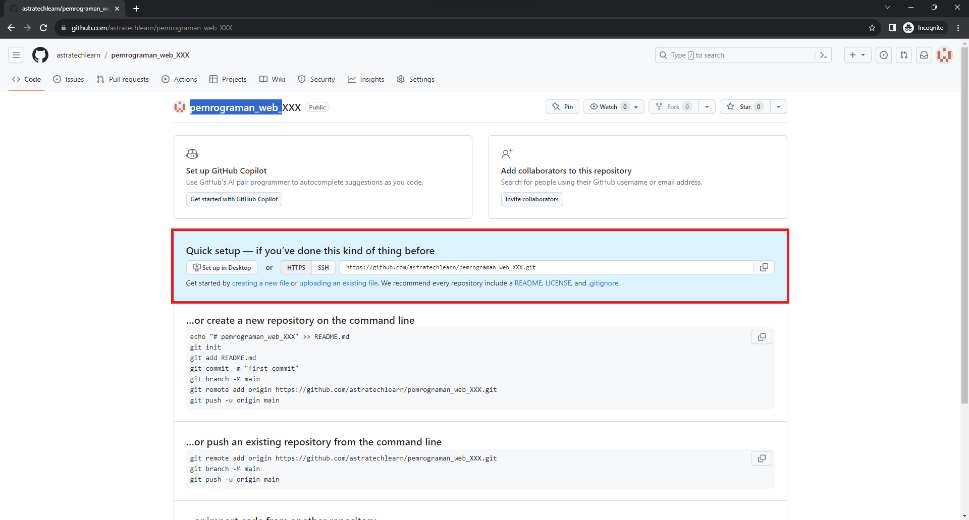 astratechlearn/pemrograman_web_
github.com/astratechlearn/pemrograman_web_XXX
Incognito
astratechlearn / pemrograman_web_XXX
Type / to search
Code Issues Pull requests Actions Projects Wiki Security Insights Settings
pemrograman_web_XXX Public
Pin Watch 0 Fork 0 Star 0
Set up GitHub Copilot
Use GitHub's AI pair programmer to autocomplete suggestions as you code.
Get started with GitHub Copilot
Add collaborators to this repository
Search for people using their GitHub username or email address.
Invite collaborators
Quick setup — if you've done this kind of thing before
Set up in Desktop or HTTPS SSH https://github.com/astratechlearn/pemrograman_web_XXX.git
Get started by creating a new file or uploading an existing file. We recommend every repository include a README, LICENSE, and .gitignore.
…or create a new repository on the command line
echo "# pemrograman_web_XXX" >> README.md
git init
git add README.md
git commit -m "first commit"
git branch -M main
git remote add origin https://github.com/astratechlearn/pemrograman_web_XXX.git
git push -u origin main
…or push an existing repository from the command line
git remote add origin https://github.com/astratechlearn/pemrograman_web_XXX.git
git branch -M main
git push -u origin main
…or import code from another repository